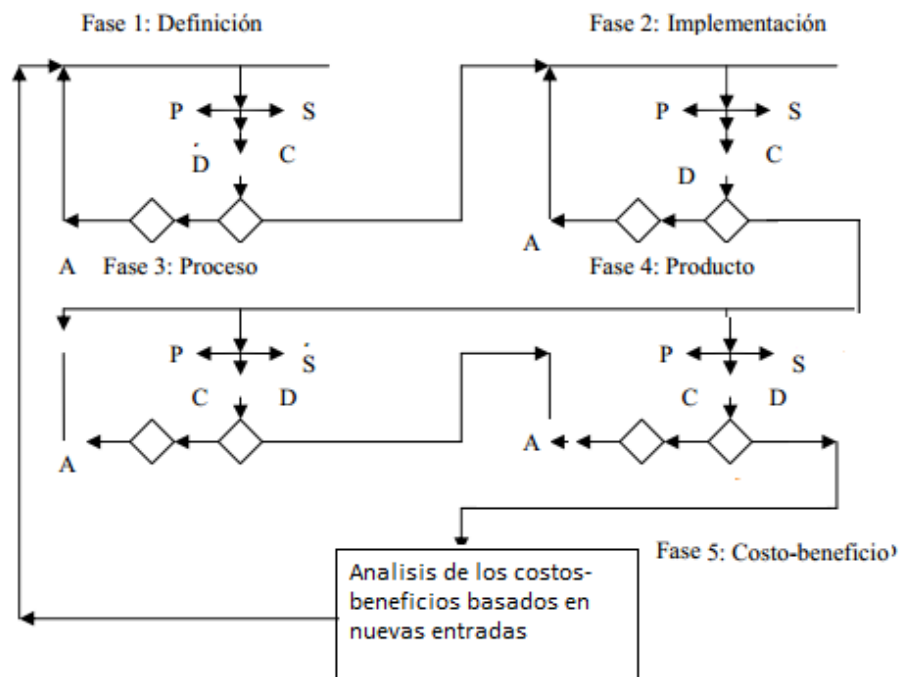 Fase 1: Definición
Fase 2: Implementación
P S
P S
D C
D C
A
A Fase 3: Proceso
Fase 4: Producto
P S
P S
C D
C D
A
A
Fase 5: Costo-beneficio)
Analisis de los costos-
beneficios basados en
nuevas entradas